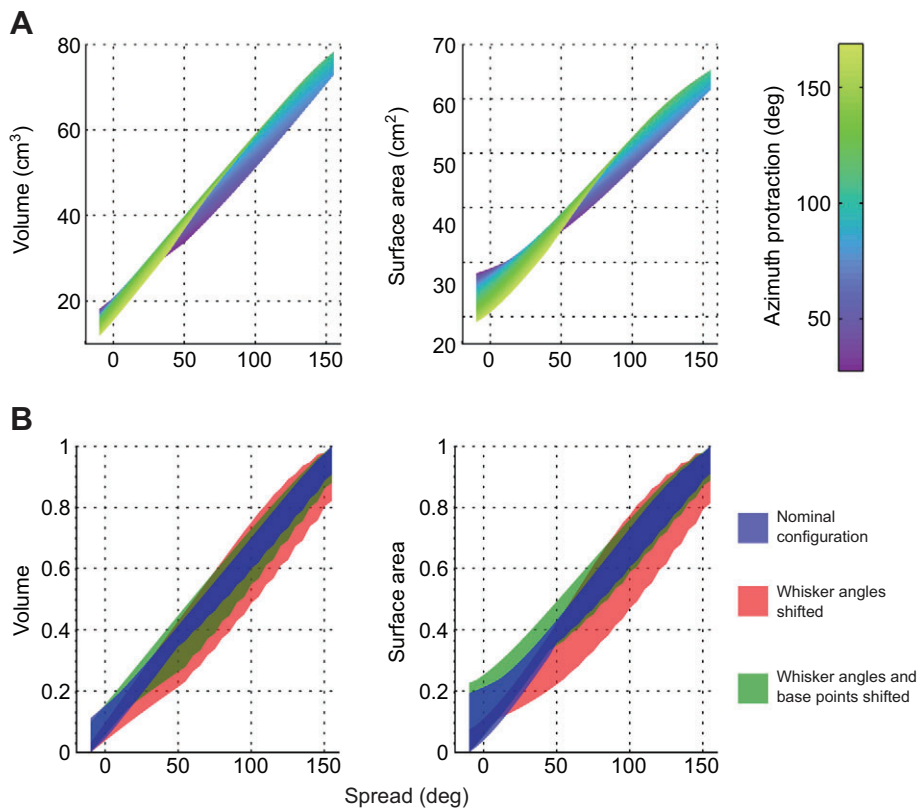 A
Volume (cm3)
80
60
40
20
0
50
100
150
Surface area (cm2)
70
60
50
40
30
20
0
50
100
150
Azimuth protraction (deg)
150
100
50
B
Volume
1
0.8
0.6
0.4
0.2
0
0
50
100
150
Surface area
1
0.8
0.6
0.4
0.2
0
0
50
100
150
Spread (deg)
Nominal
configuration
Whisker angles
shifted
Whisker angles and
base points shifted